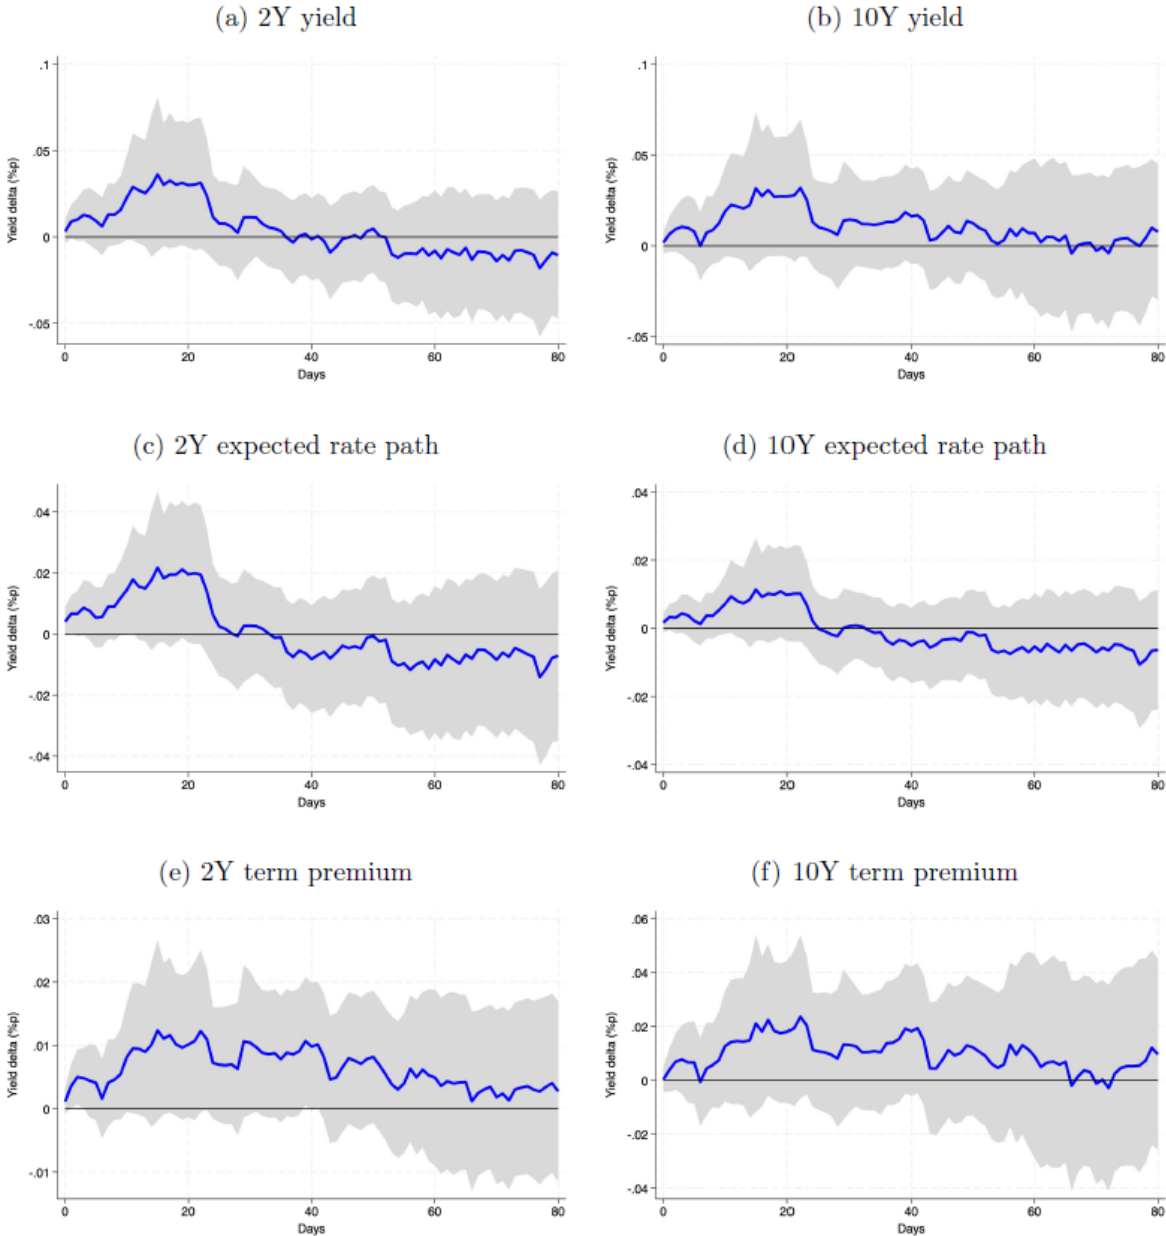 (a) 2Y yield
.1
.05
0
-.05
Yield delta (%p)
0 20 40 60 80
Days
(b) 10Y yield
.1
.05
0
-.05
Yield delta (%p)
0 20 40 60 80
Days
(c) 2Y expected rate path
.04
.02
0
-.02
-.04
Yield delta (%p)
0 20 40 60 80
Days
(d) 10Y expected rate path
.04
.02
0
-.02
-.04
Yield delta (%p)
0 20 40 60 80
Days
(e) 2Y term premium
.03
.02
.01
0
-.01
Yield delta (%p)
0 20 40 60 80
Days
(f) 10Y term premium
.06
.04
.02
0
-.02
-.04
Yield delta (%p)
0 20 40 60 80
Days